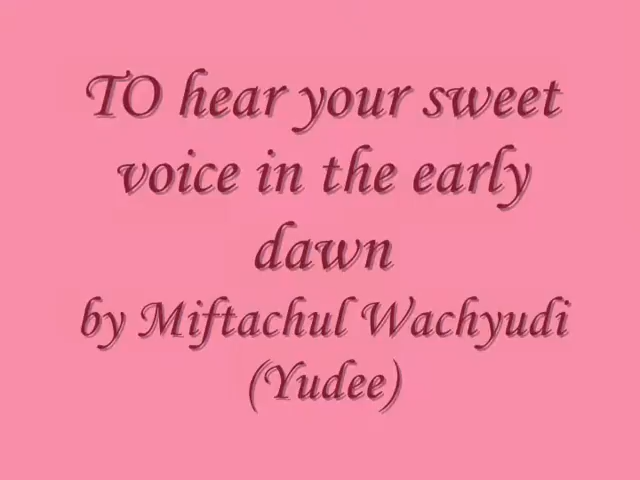 TO hear your sweet
voice in the early
dawn
by Miftachul Wachyudi
(Yudee)